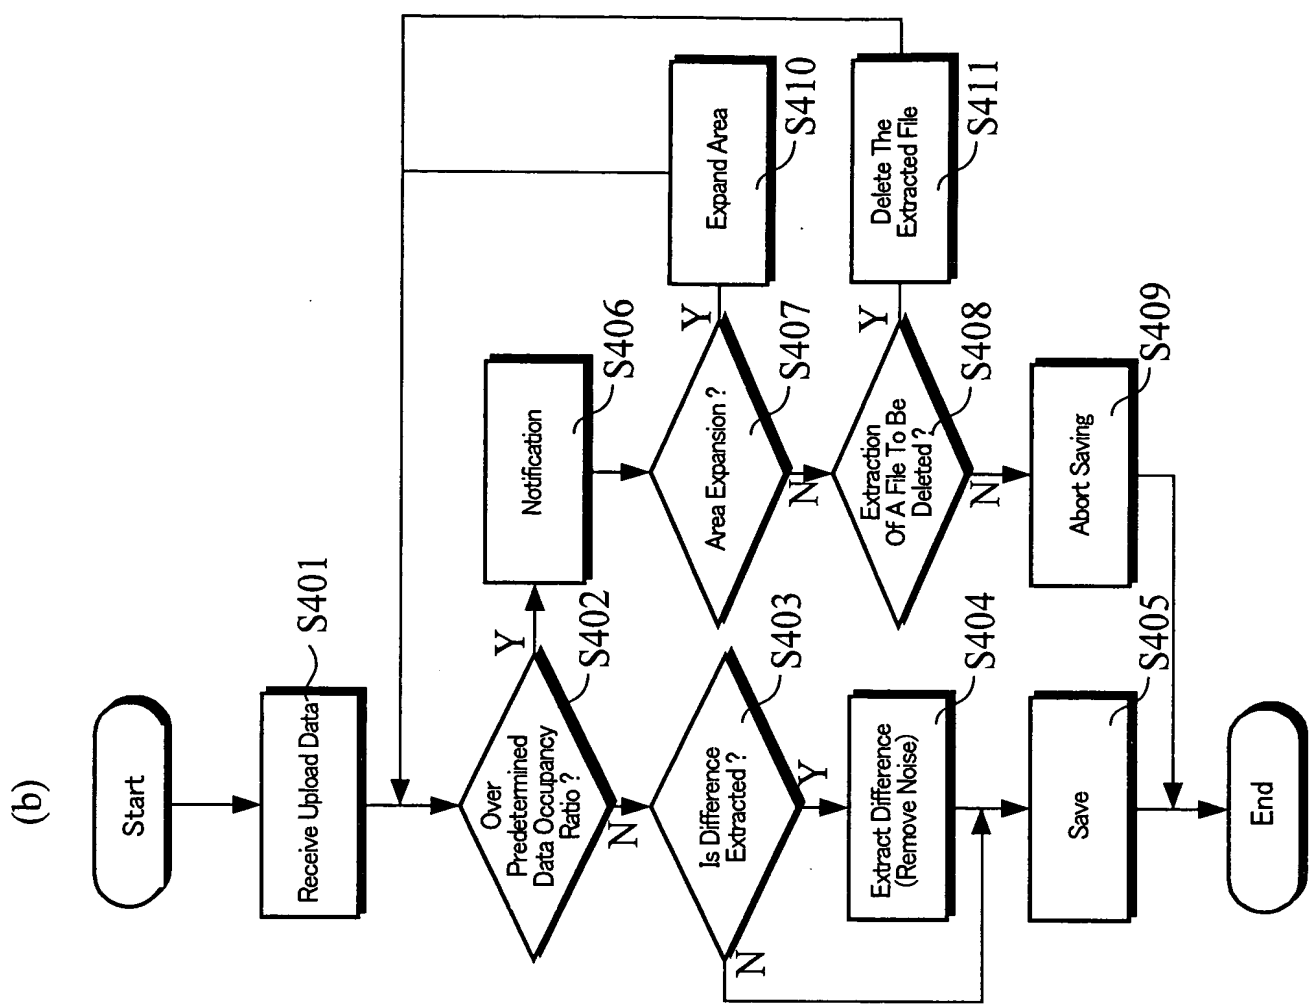 (b)
Start
Receive Upload Data
S401
Over
Predetermined
Data Occupancy
Ratio ?
S402
Y
N
Notification
S406
Is Difference
Extracted ?
S403
Y
N
Area Expansion ?
S407
Y
N
Expand Area
S410
Extract Difference
(Remove Noise)
S404
Extraction
Of A File To Be
Deleted ?
S408
Y
N
Delete The
Extracted File
S411
Save
S405
Abort Saving
S409
End